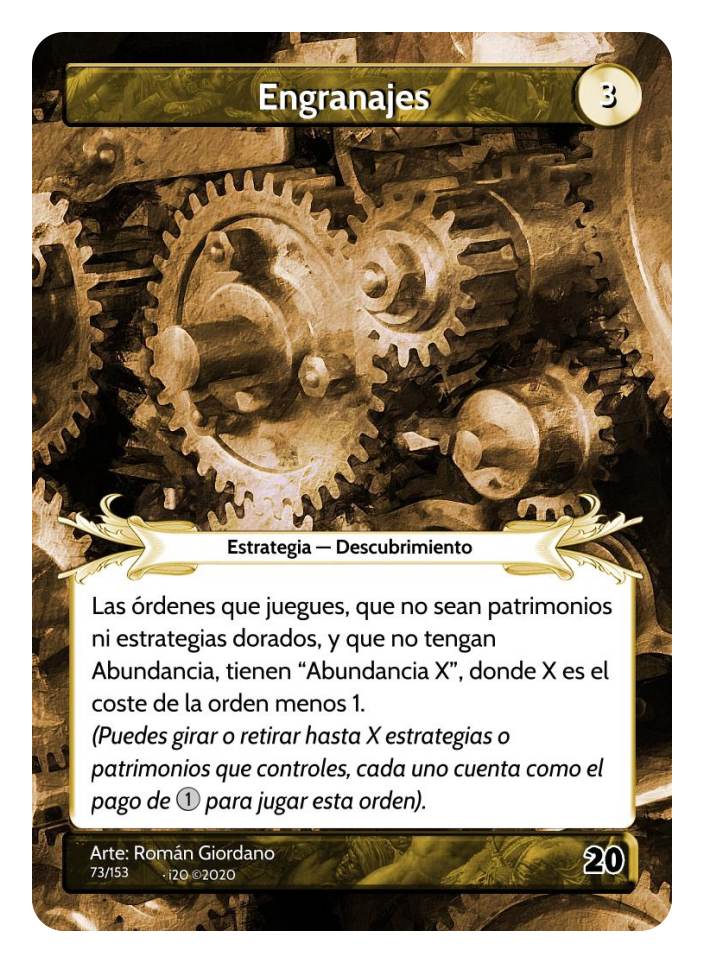 Engranajes
3
Estrategia — Descubrimiento
Las órdenes que juegues, que no sean patrimonios
ni estrategias dorados, y que no tengan
Abundancia, tienen “Abundancia X”, donde X es el
coste de la orden menos 1.
(Puedes girar o retirar hasta X estrategias o
patrimonios que controles, cada uno cuenta como el
pago de 1 para jugar esta orden).
Arte: Román Giordano
73/153 · i20 ©2020
20